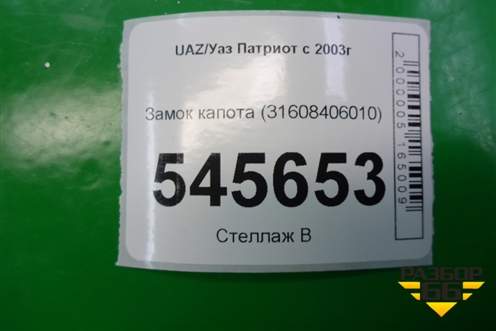 UAZ/Уаз Патриот с 2003г
Замок капота (31608406010)
545653
Стеллаж В
2000005165009
РАЗБОР
66